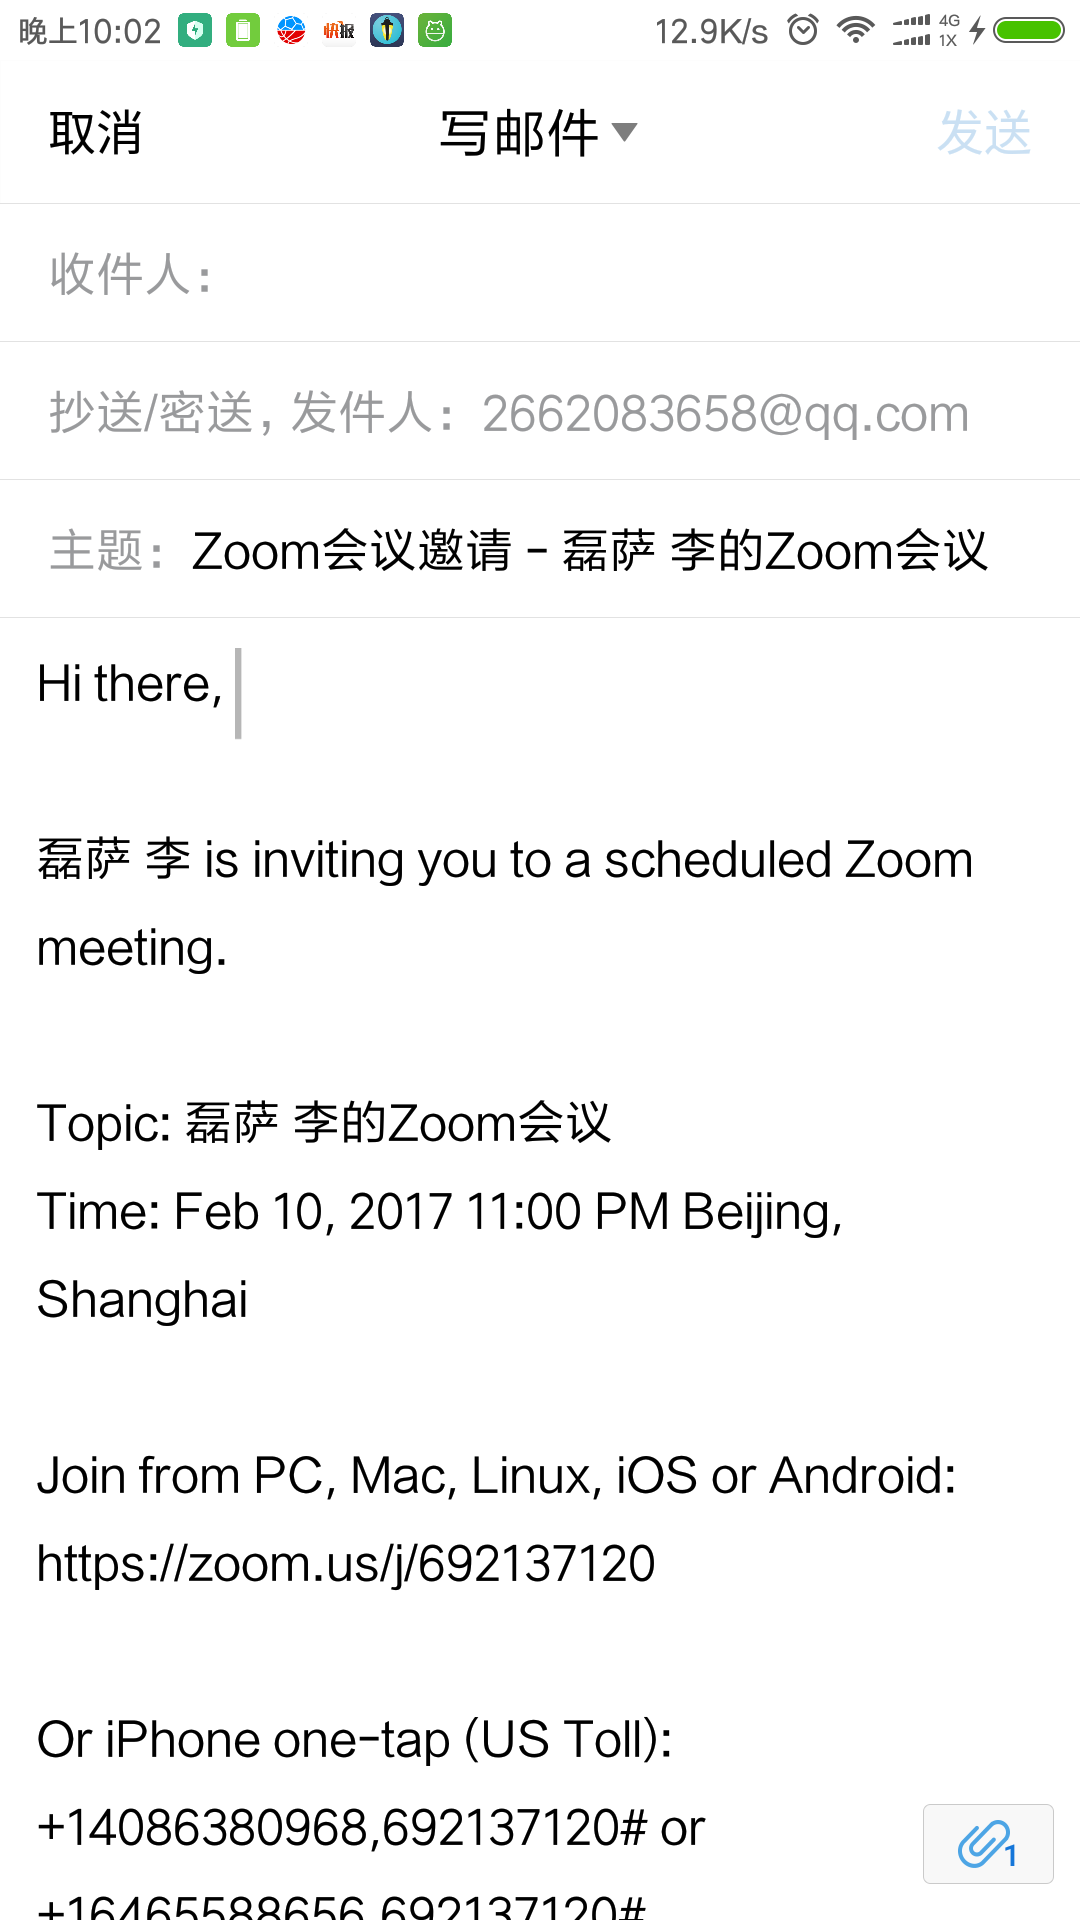 晚上10:02 快报 12.9K/s 4G 1X
取消 写邮件 发送
收件人：
抄送/密送，发件人：2662083658@qq.com
主题：Zoom会议邀请 - 磊萨 李的Zoom会议
Hi there,
磊萨 李 is inviting you to a scheduled Zoom
meeting.
Topic: 磊萨 李的Zoom会议
Time: Feb 10, 2017 11:00 PM Beijing,
Shanghai
Join from PC, Mac, Linux, iOS or Android:
https://zoom.us/j/692137120
Or iPhone one-tap (US Toll):
+14086380968,692137120# or
+16465588656,692137120#
1